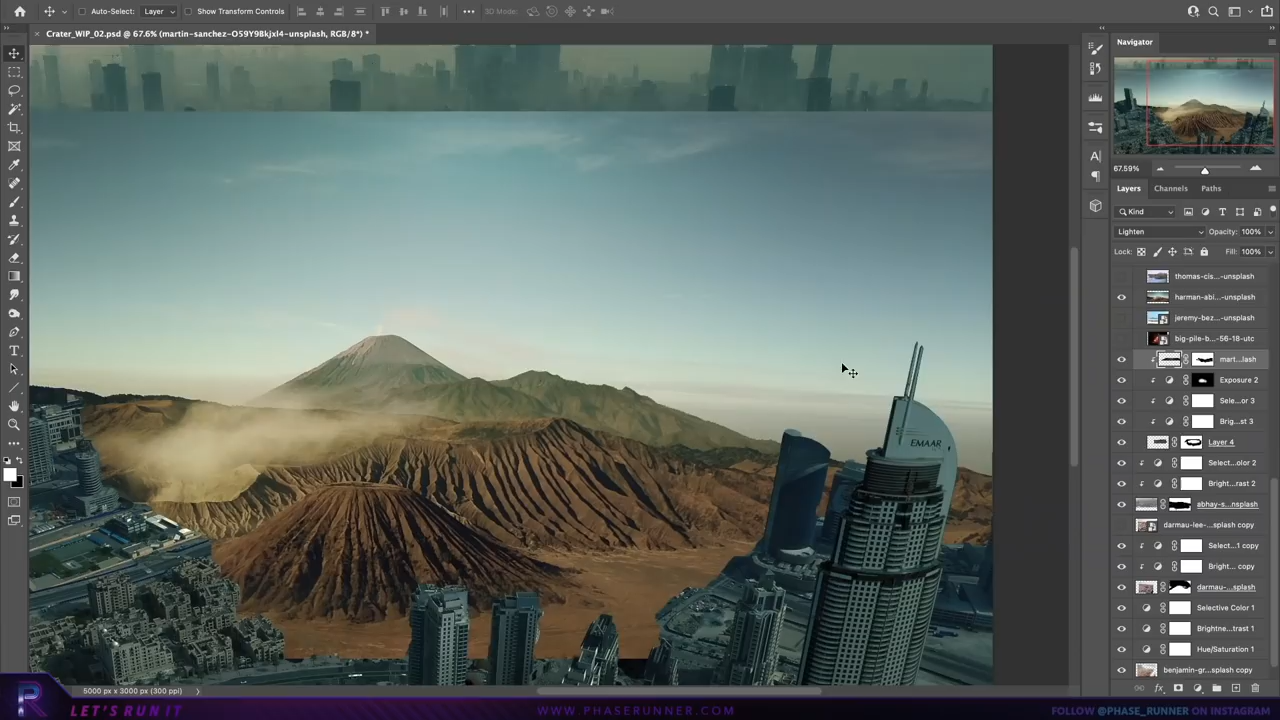 Auto-Select: Layer Show Transform Controls 3D Mode:
× Crater_WIP_02.psd @ 67.6% (martin-sanchez-O59Y9Bkjxl4-unsplash, RGB/8*) *
Navigator
67.59%
Layers Channels Paths
Kind
Lighten Opacity: 100%
Lock: Fill: 100%
thomas-cis...-unsplash
harman-abi...-unsplash
jeremy-bez...-unsplash
big-pile-b...-56-18-utc
mart...lash
Exposure 2
Sele...or 3
Brig...st 3
Layer 4
Select...olor 2
Bright...rast 2
abhay-s...nsplash
darmau-lee-...splash copy
Select...1 copy
Bright... copy
darmau-...splash
Selective Color 1
Brightne...trast 1
Hue/Saturation 1
benjamin-gr...splash copy
EMAAR
5000 px x 3000 px (300 ppi)
R
LET'S RUN IT
WWW.PHASERUNNER.COM
FOLLOW @PHASE_RUNNER ON INSTAGRAM